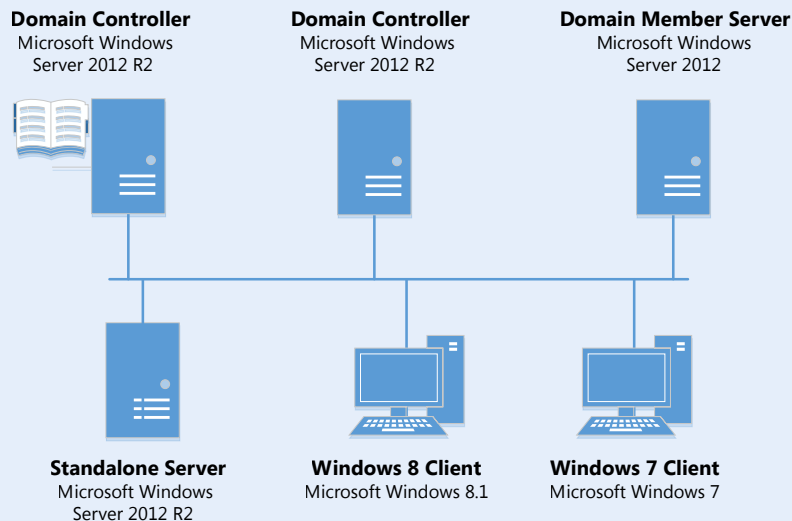 Domain Controller
Microsoft Windows
Server 2012 R2
Domain Controller
Microsoft Windows
Server 2012 R2
Domain Member Server
Microsoft Windows
Server 2012
Standalone Server
Microsoft Windows
Server 2012 R2
Windows 8 Client
Microsoft Windows 8.1
Windows 7 Client
Microsoft Windows 7